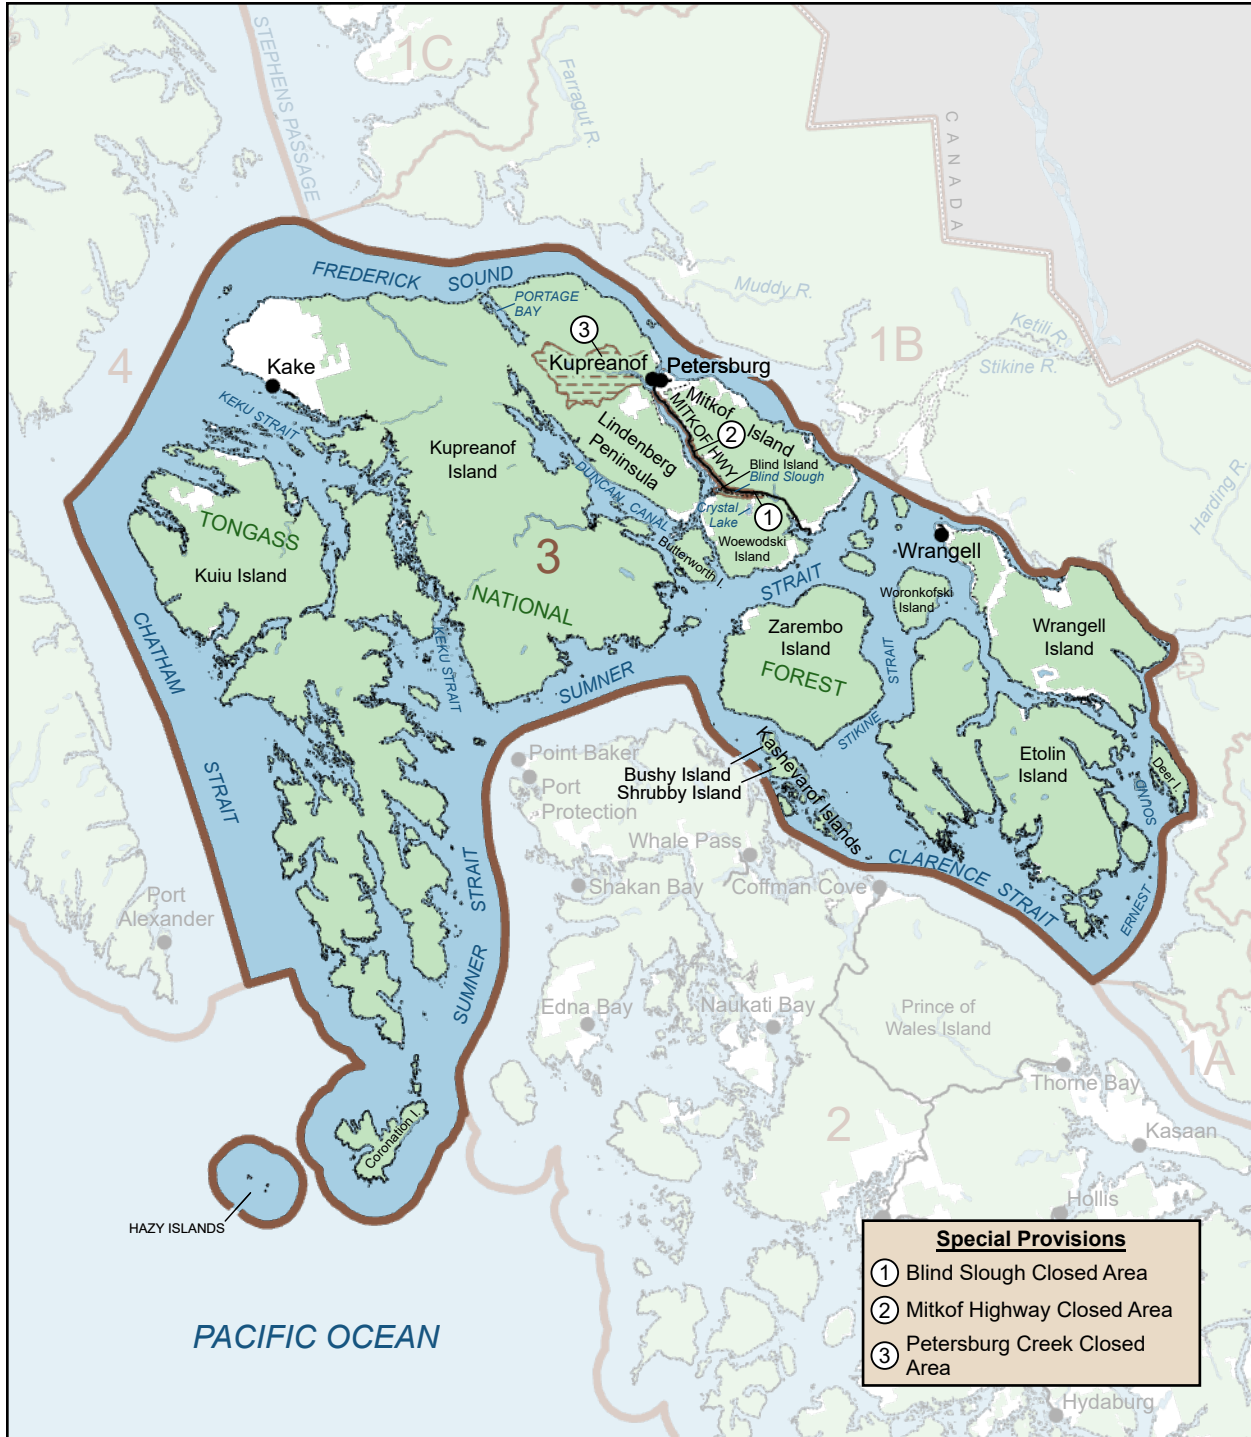 1C
STEPHENS PASSAGE
Farragut R.
CANADA
FREDERICK SOUND
PORTAGE
BAY
Muddy R.
Ketili R.
Stikine R.
1B
4
3
Kake
Kupreanof
Petersburg
KEKU STRAIT
Mitkof
Island
MITKOF HWY
2
Lindenberg
Peninsula
Kupreanof
Island
Blind Island
Blind Slough
Harding R.
DUNCAN CANAL
Crystal
Lake
1
TONGASS
Woewodski
Island
Wrangell
3
Butterworth I.
Kuiu Island
STRAIT
Woronkofski
Island
NATIONAL
Zarembo
Island
Wrangell
Island
CHATHAM
KEKU STRAIT
STRAIT
FOREST
SUMNER
STIKINE
Point Baker
Kashevarof Islands
Etolin
Island
Deer I.
Bushy Island
Shrubby Island
Port
Protection
SOUND
STRAIT
Whale Pass
CLARENCE STRAIT
STRAIT
Shakan Bay
Coffman Cove
Port
Alexander
ERNEST
SUMNER
Edna Bay
Naukati Bay
Prince of
Wales Island
1A
Thorne Bay
2
Coronation I.
Kasaan
Hollis
HAZY ISLANDS
PACIFIC OCEAN
Special Provisions
1 Blind Slough Closed Area
2 Mitkof Highway Closed Area
3 Petersburg Creek Closed
Area
Hydaburg